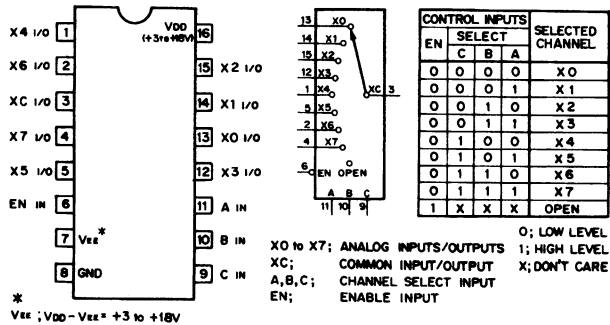 X4 I/O 1
X6 I/O 2
XC I/O 3
X7 I/O 4
X5 I/O 5
EN IN 6
7 VEE*
8 GND
VDD 16
(+3 to +18V)
15 X2 I/O
14 X1 I/O
13 X0 I/O
12 X3 I/O
11 A IN
10 B IN
9 C IN
*
VEE ; VDD - VEE = +3 to +18V
13 X0
14 X1
15 X2
12 X3
1 X4
5 X5
2 X6
4 X7
XC 3
6 EN OPEN
A B C
11 10 9
X0 to X7; ANALOG INPUTS/OUTPUTS
XC; COMMON INPUT/OUTPUT
A,B,C; CHANNEL SELECT INPUT
EN; ENABLE INPUT
CONTROL INPUTS SELECTED CHANNEL
EN SELECT
C B A
0 0 0 0 X0
0 0 0 1 X1
0 0 1 0 X2
0 0 1 1 X3
0 1 0 0 X4
0 1 0 1 X5
0 1 1 0 X6
0 1 1 1 X7
1 X X X OPEN
0; LOW LEVEL
1; HIGH LEVEL
X; DON'T CARE